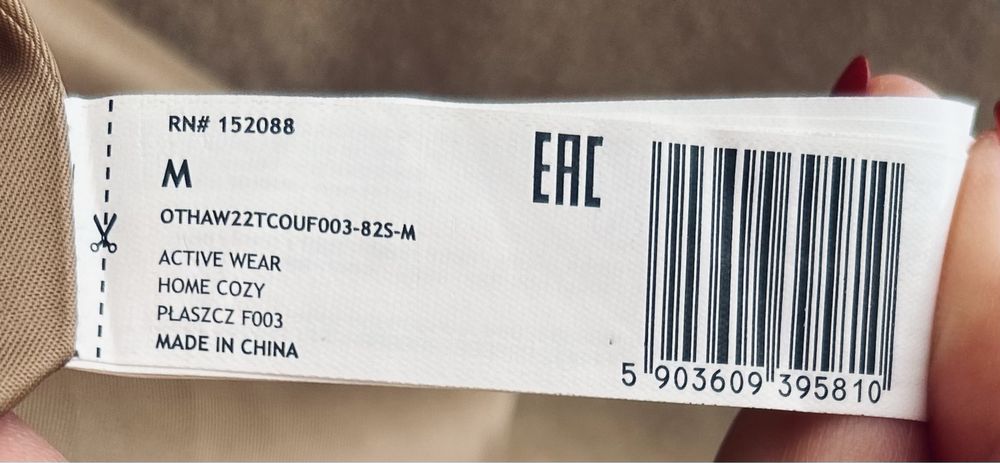 RN# 152088
M
OTHAW22TCOUF003-82S-M
ACTIVE WEAR
HOME COZY
PŁASZCZ F003
MADE IN CHINA
EAC
5 903609 395810